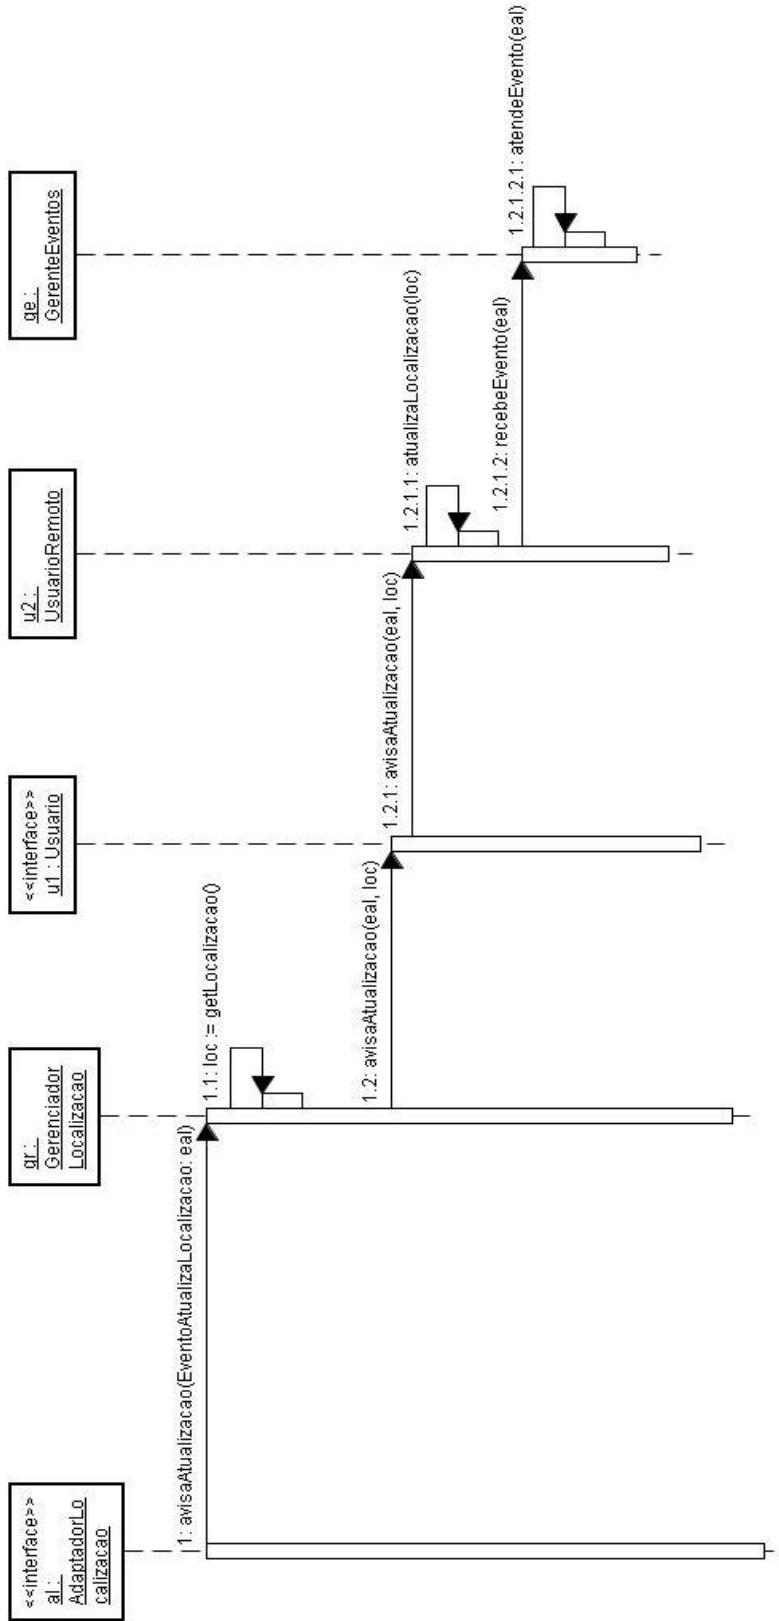 <<interface>>
al :
AdaptadorLo
calizacao
gr :
Gerenciador
Localizacao
<<interface>>
u1 : Usuario
u2 :
UsuarioRemoto
ge :
GerenteEventos
1: avisaAtualizacao(EventoAtualizaLocalizacao: eal)
1.1: loc := getLocalizacao()
1.2: avisaAtualizacao(eal, loc)
1.2.1: avisaAtualizacao(eal, loc)
1.2.1.1: atualizaLocalizacao(loc)
1.2.1.2: recebeEvento(eal)
1.2.1.2.1: atendeEvento(eal)